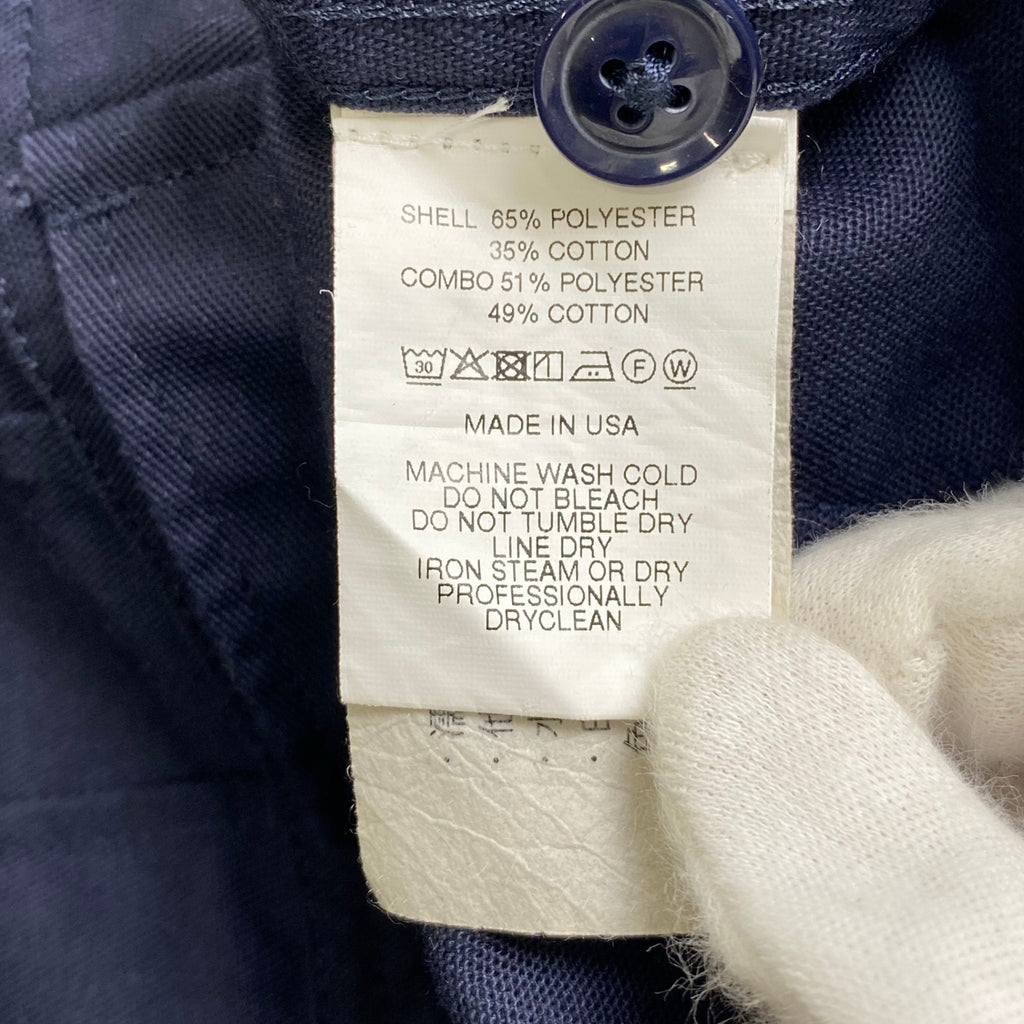 SHELL 65% POLYESTER
35% COTTON
COMBO 51% POLYESTER
49% COTTON
30 F W
MADE IN USA
MACHINE WASH COLD
DO NOT BLEACH
DO NOT TUMBLE DRY
LINE DRY
IRON STEAM OR DRY
PROFESSIONALLY
DRYCLEAN